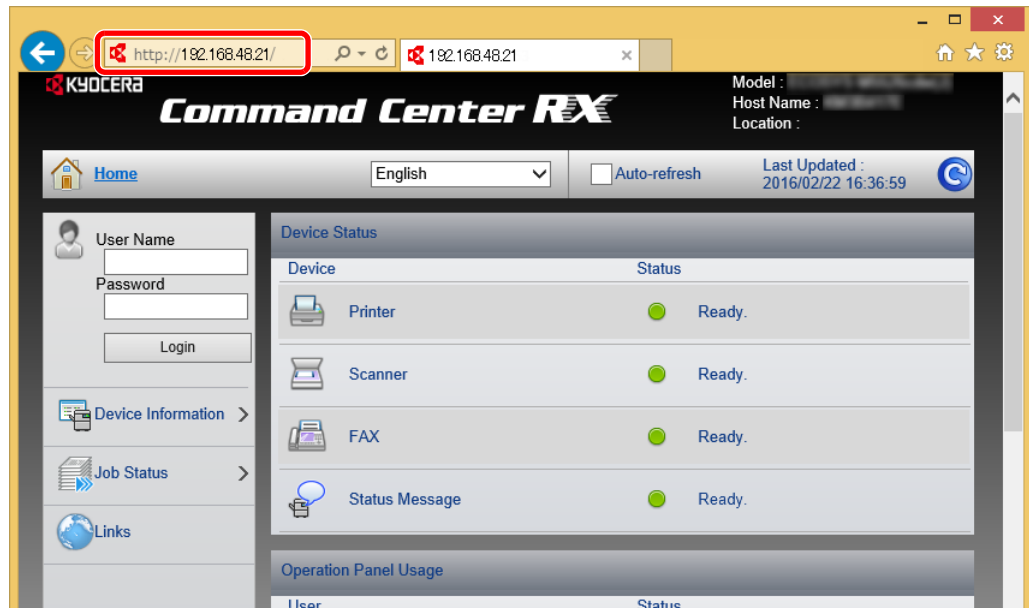 http://192.168.48.21/
192.168.48.21
KYOCERA
Command Center RX
Model :
Host Name :
Location :
Home
English
Auto-refresh
Last Updated :
2016/02/22 16:36:59
User Name
Password
Login
Device Information
Job Status
Links
Device Status
Device Status
Printer Ready.
Scanner Ready.
FAX Ready.
Status Message Ready.
Operation Panel Usage
User Status